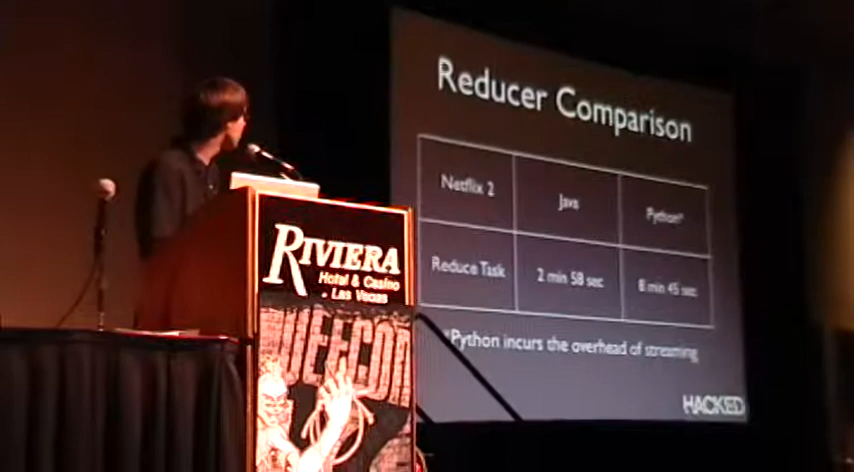 Reducer Comparison
Netflix 2
Java
Python*
Reduce Task
2 min 58 sec
8 min 45 sec
*Python incurs the overhead of streaming
HACKED
RIVIERA
Hotel & Casino
Las Vegas
DEFCON